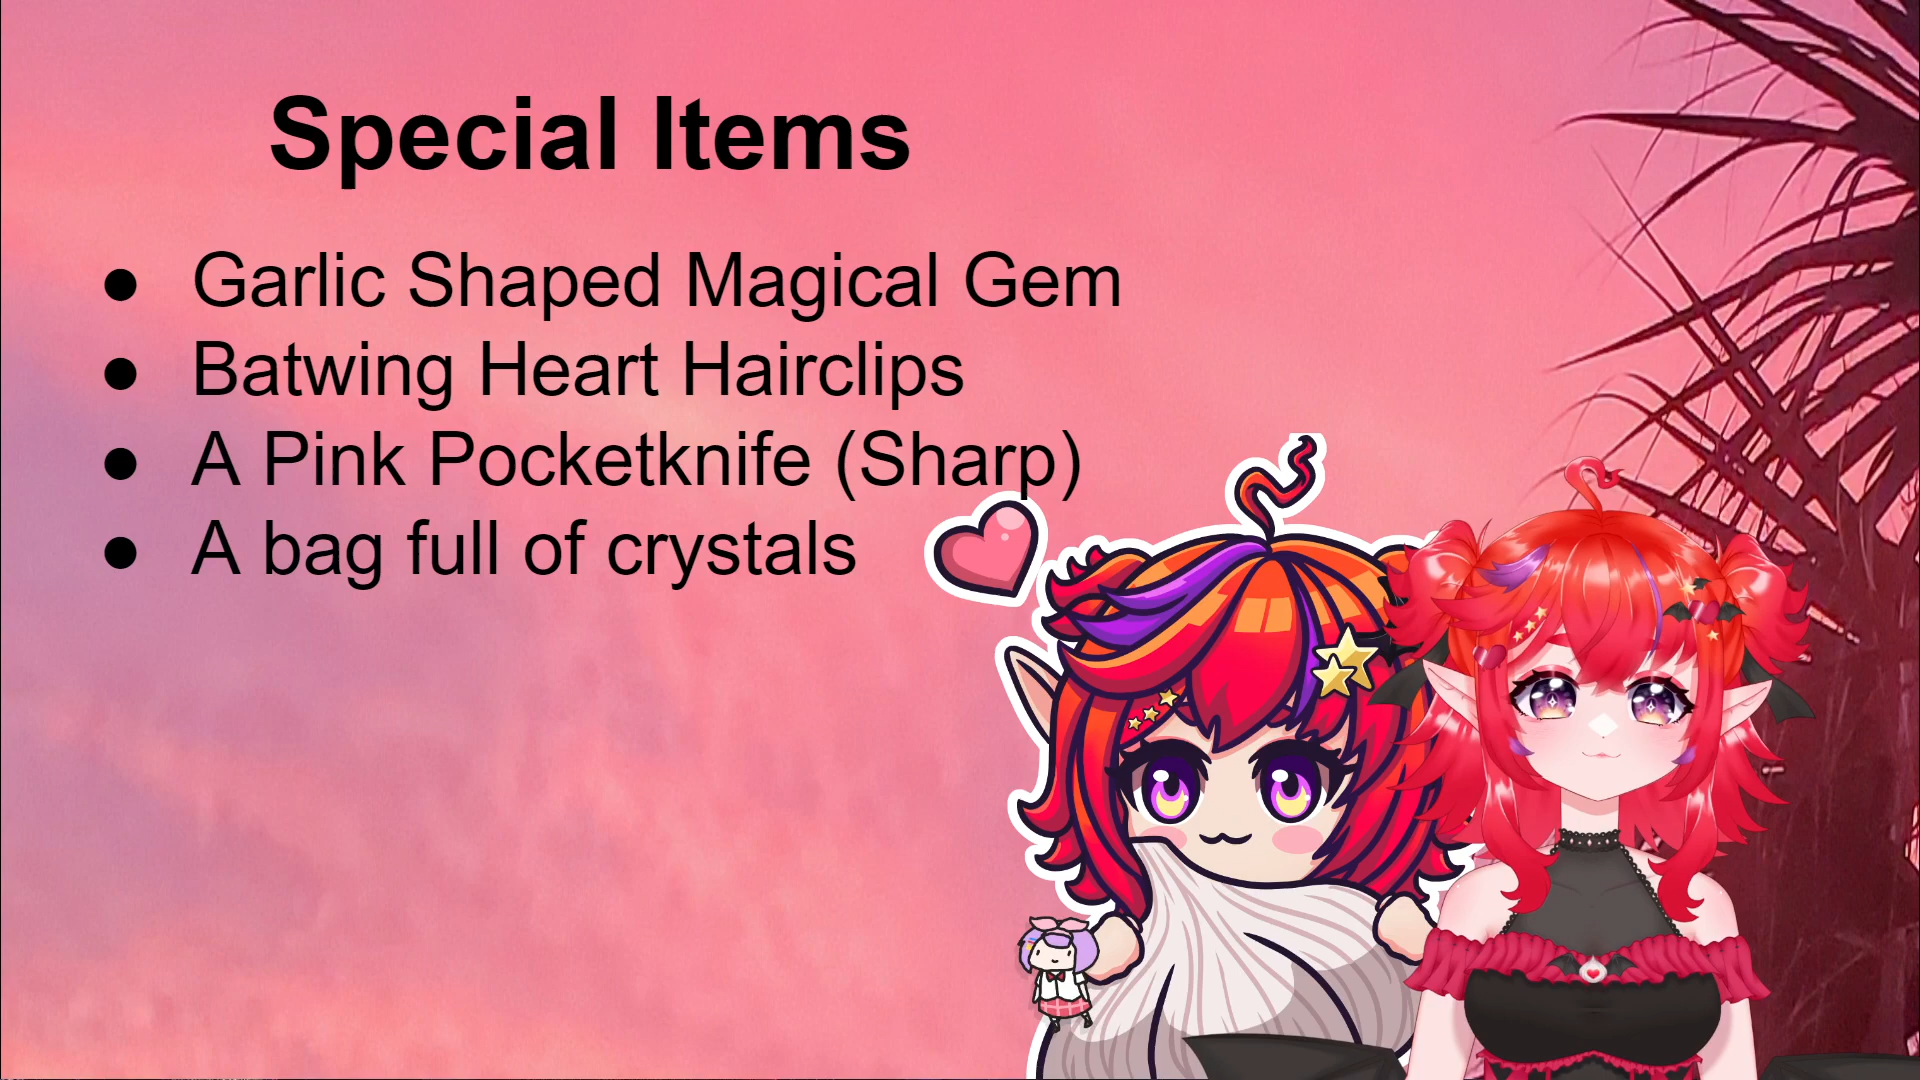 Special Items
● Garlic Shaped Magical Gem
● Batwing Heart Hairclips
● A Pink Pocketknife (Sharp)
● A bag full of crystals